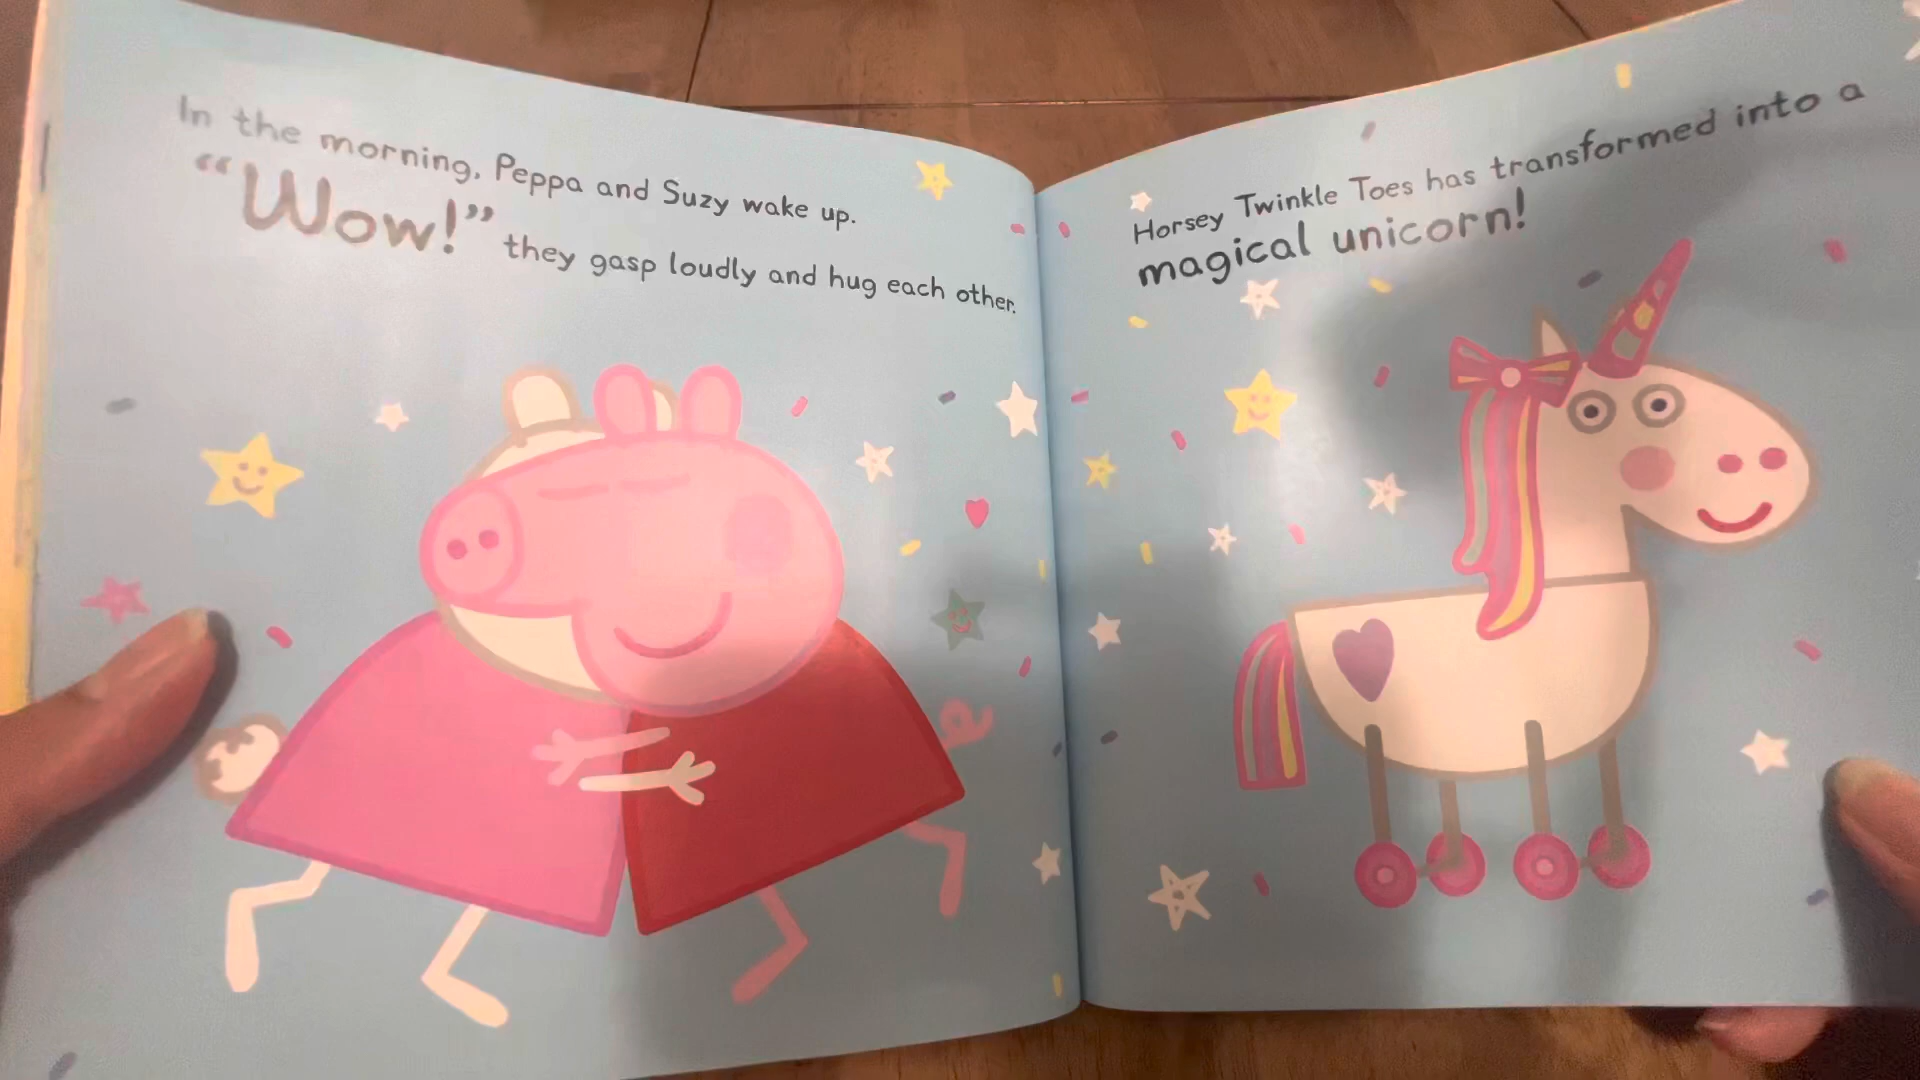 In the morning, Peppa and Suzy wake up.
“Wow!” they gasp loudly and hug each other.
Horsey Twinkle Toes has transformed into a
magical unicorn!